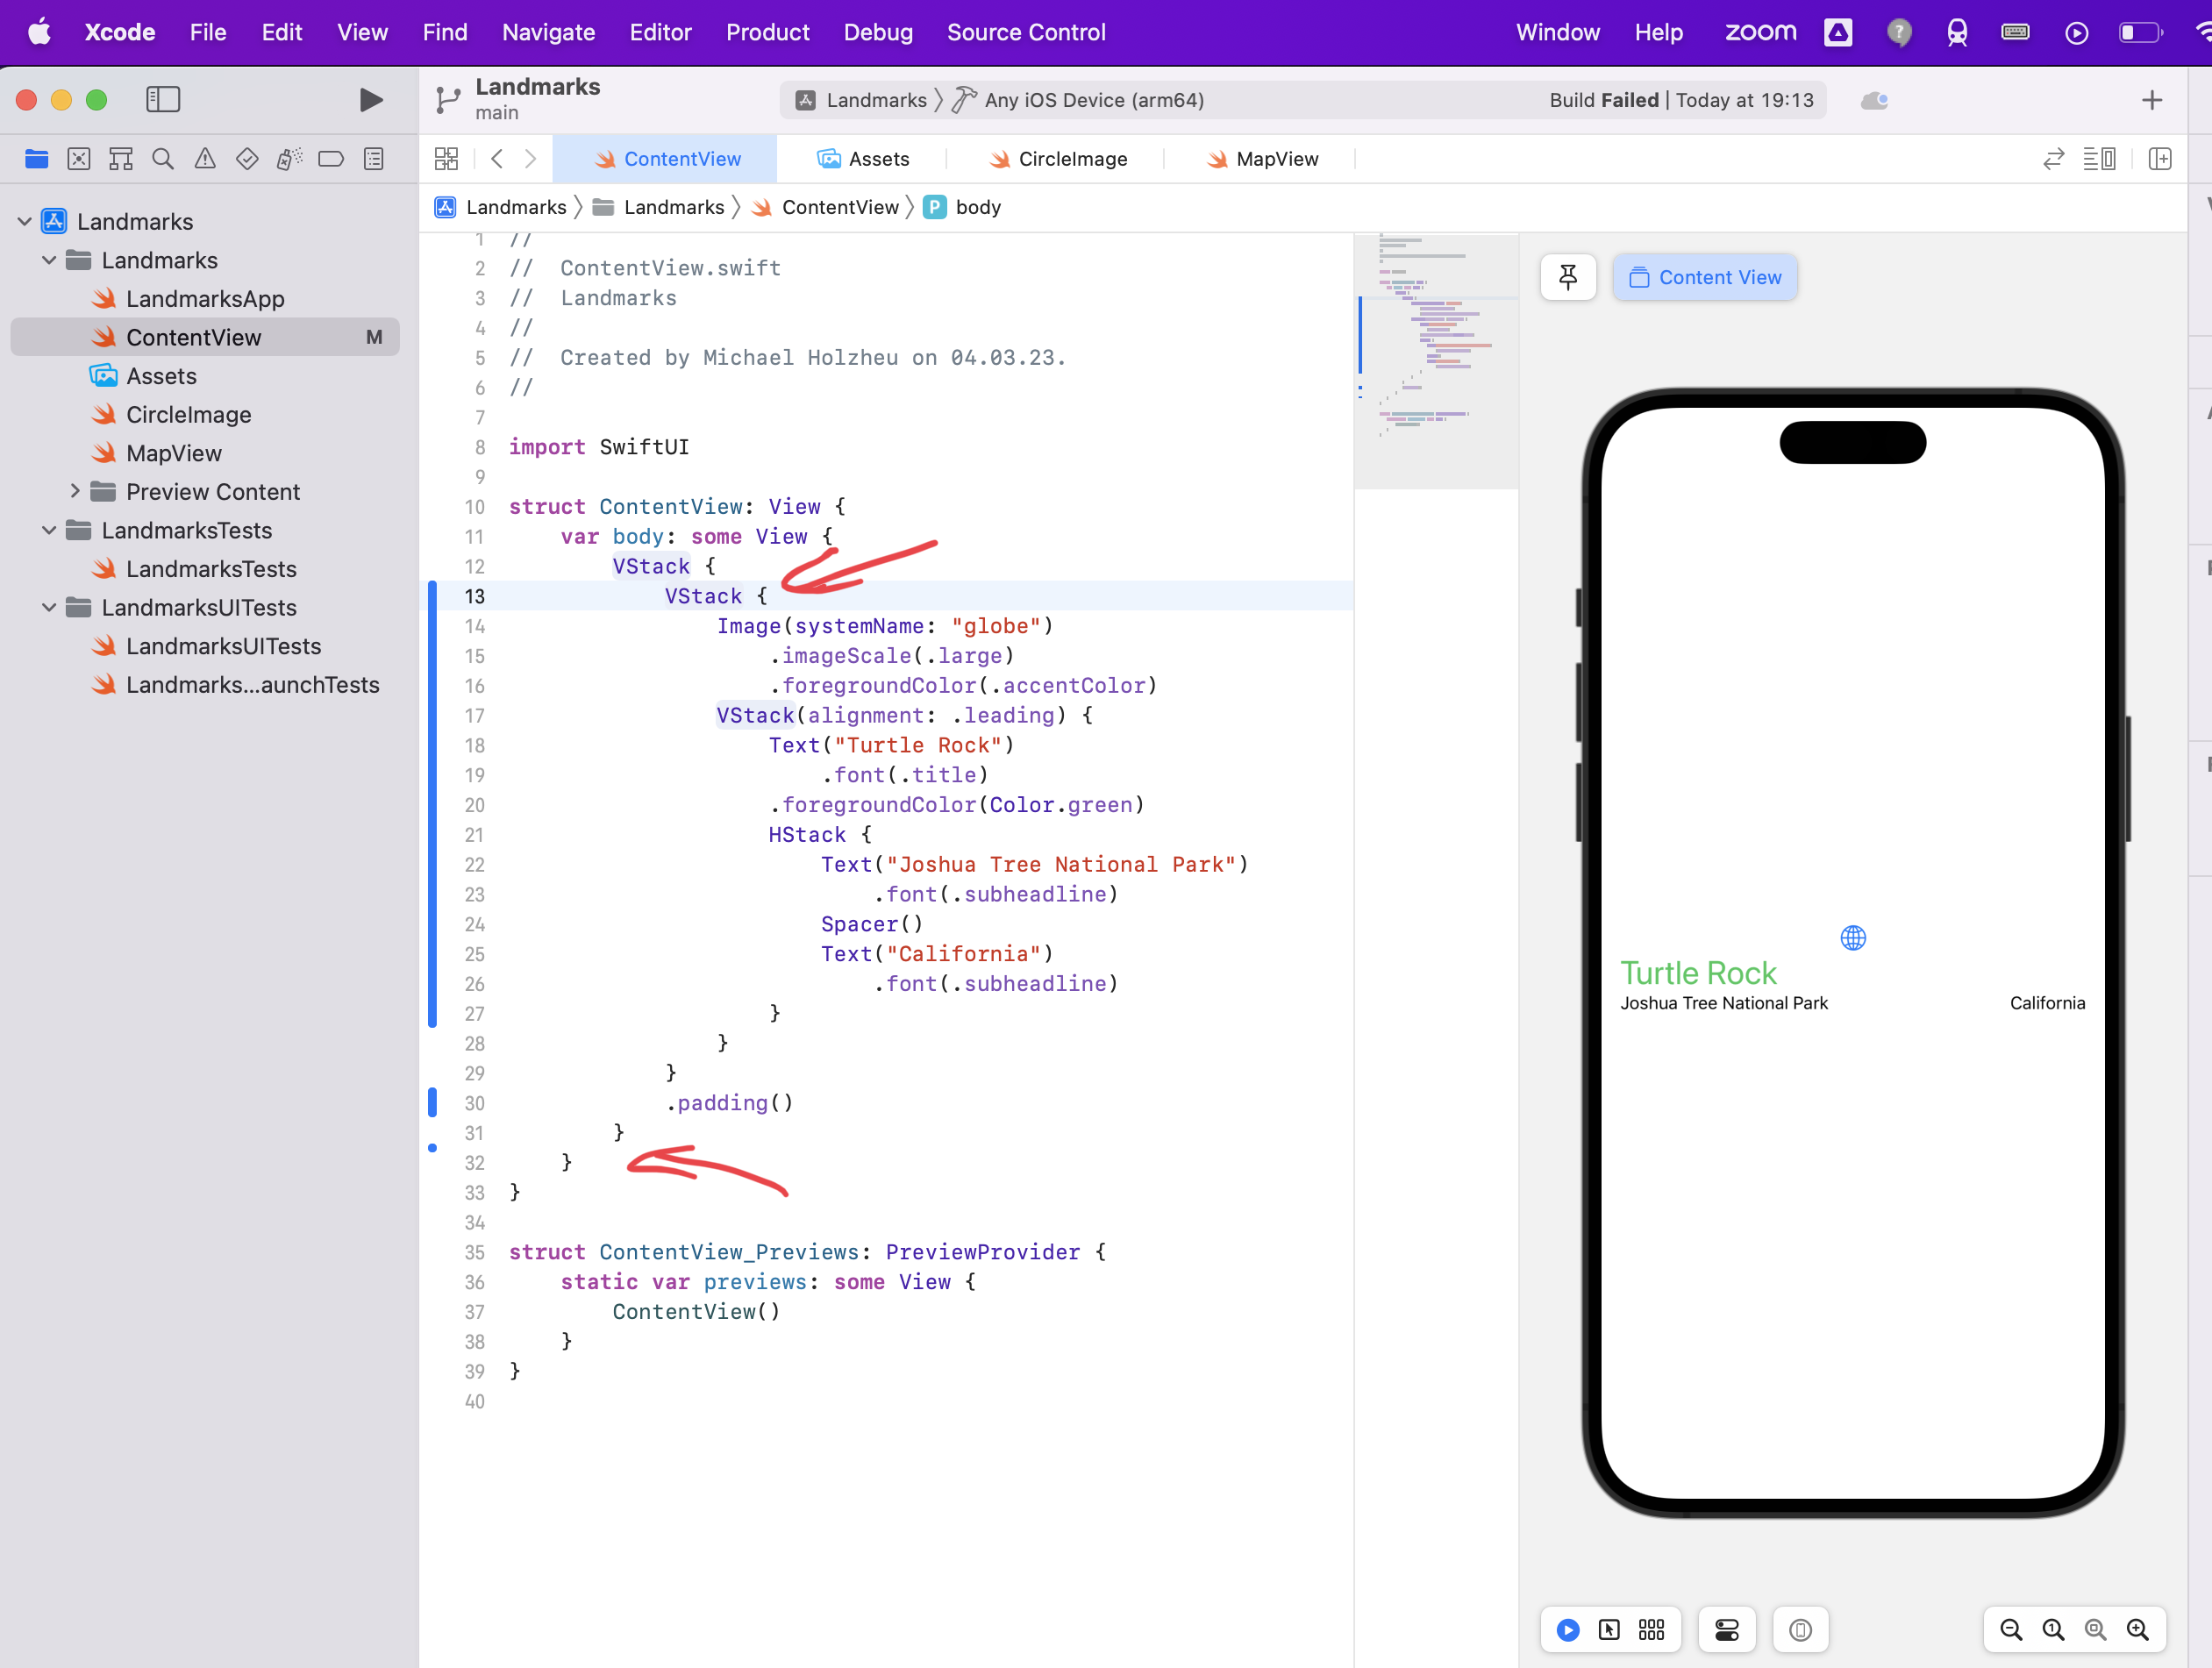 Xcode File Edit View Find Navigate Editor Product Debug Source Control Window Help zoom
Landmarks
main
Landmarks Any iOS Device (arm64) Build Failed | Today at 19:13
ContentView Assets CircleImage MapView
Landmarks Landmarks ContentView P body
Landmarks
Landmarks
LandmarksApp
ContentView M
Assets
CircleImage
MapView
Preview Content
LandmarksTests
LandmarksTests
LandmarksUITests
LandmarksUITests
Landmarks...aunchTests
1 //
2 //  ContentView.swift
3 //  Landmarks
4 //
5 //  Created by Michael Holzheu on 04.03.23.
6 //
7
8 import SwiftUI
9
10 struct ContentView: View {
11     var body: some View {
12         VStack {
13             VStack {
14                 Image(systemName: "globe")
15                     .imageScale(.large)
16                     .foregroundColor(.accentColor)
17                 VStack(alignment: .leading) {
18                     Text("Turtle Rock")
19                         .font(.title)
20                     .foregroundColor(Color.green)
21                     HStack {
22                         Text("Joshua Tree National Park")
23                             .font(.subheadline)
24                         Spacer()
25                         Text("California")
26                             .font(.subheadline)
27                     }
28                 }
29             }
30             .padding()
31         }
32     }
33 }
34
35 struct ContentView_Previews: PreviewProvider {
36     static var previews: some View {
37         ContentView()
38     }
39 }
40
Content View
Turtle Rock
Joshua Tree National Park California